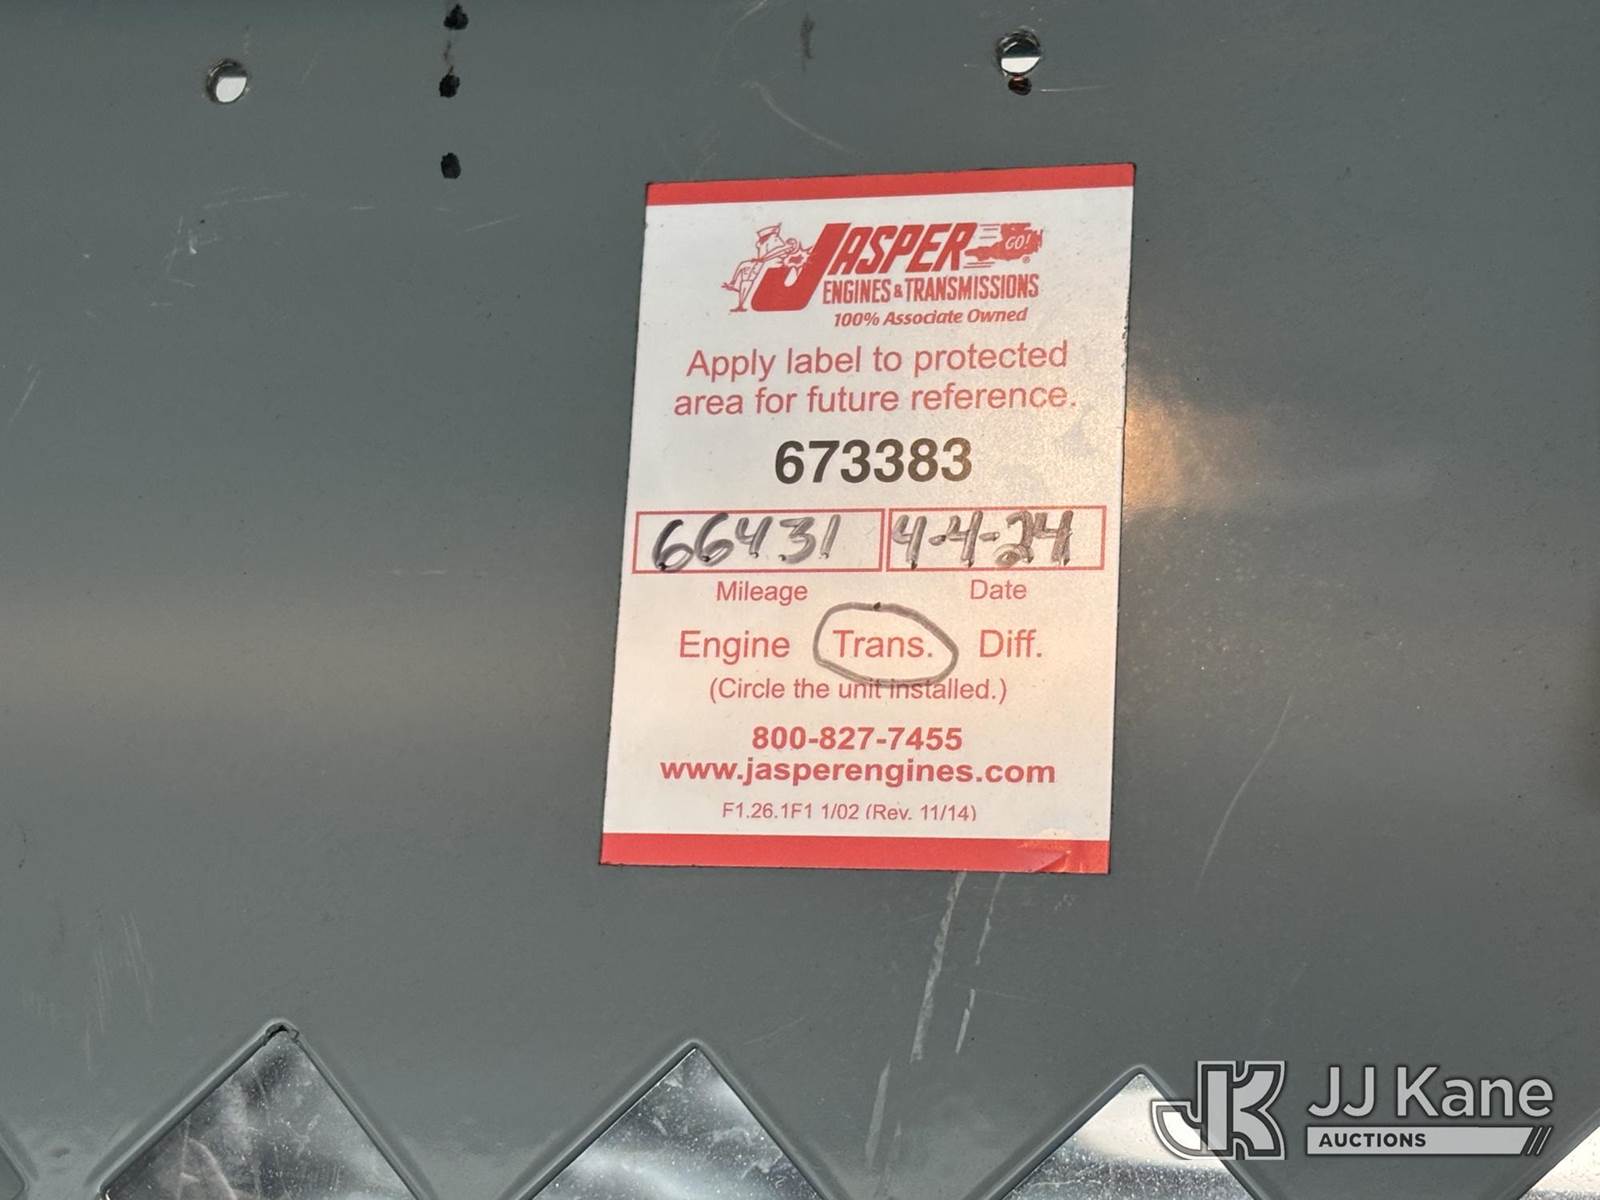 JASPER GO!®
ENGINES & TRANSMISSIONS
100% Associate Owned
Apply label to protected
area for future reference.
673383
66431 4-4-24
Mileage Date
Engine Trans. Diff.
(Circle the unit installed.)
800-827-7455
www.jasperengines.com
F1.26.1F1 1/02 (Rev. 11/14)
JK JJ Kane
AUCTIONS